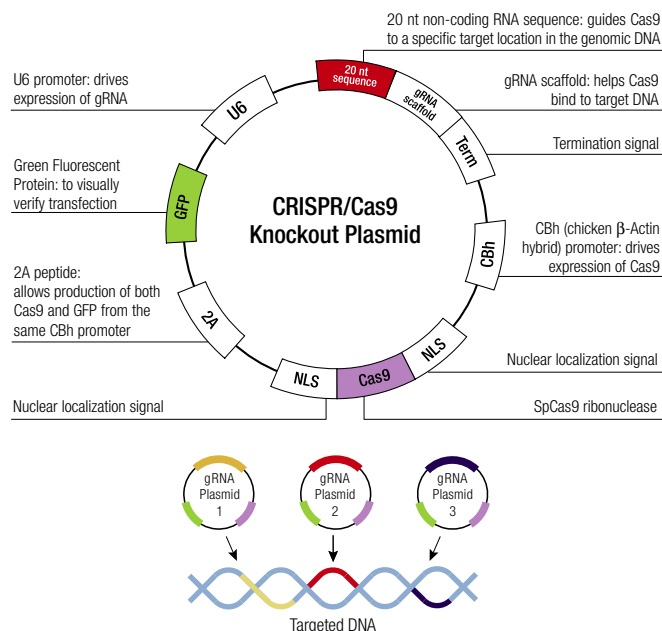 20 nt non-coding RNA sequence: guides Cas9
to a specific target location in the genomic DNA
U6 promoter: drives
expression of gRNA
gRNA scaffold: helps Cas9
bind to target DNA
Termination signal
Green Fluorescent
Protein: to visually
verify transfection
CBh (chicken β-Actin
hybrid) promoter: drives
expression of Cas9
2A peptide:
allows production of both
Cas9 and GFP from the
same CBh promoter
Nuclear localization signal
Nuclear localization signal
SpCas9 ribonuclease
20 nt
sequence
gRNA
scaffold
Term
CBh
NLS
Cas9
NLS
2A
GFP
U6
CRISPR/Cas9
Knockout Plasmid
gRNA
Plasmid
1
gRNA
Plasmid
2
gRNA
Plasmid
3
Targeted DNA